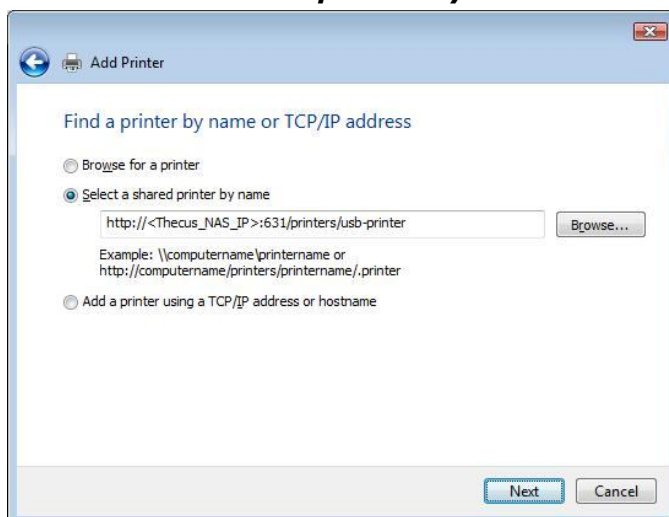 Add Printer
Find a printer by name or TCP/IP address
Browse for a printer
Select a shared printer by name
http://<Thecus_NAS_IP>:631/printers/usb-printer
Browse...
Example: \\computername\printername or
http://computername/printers/printername/.printer
Add a printer using a TCP/IP address or hostname
Next Cancel